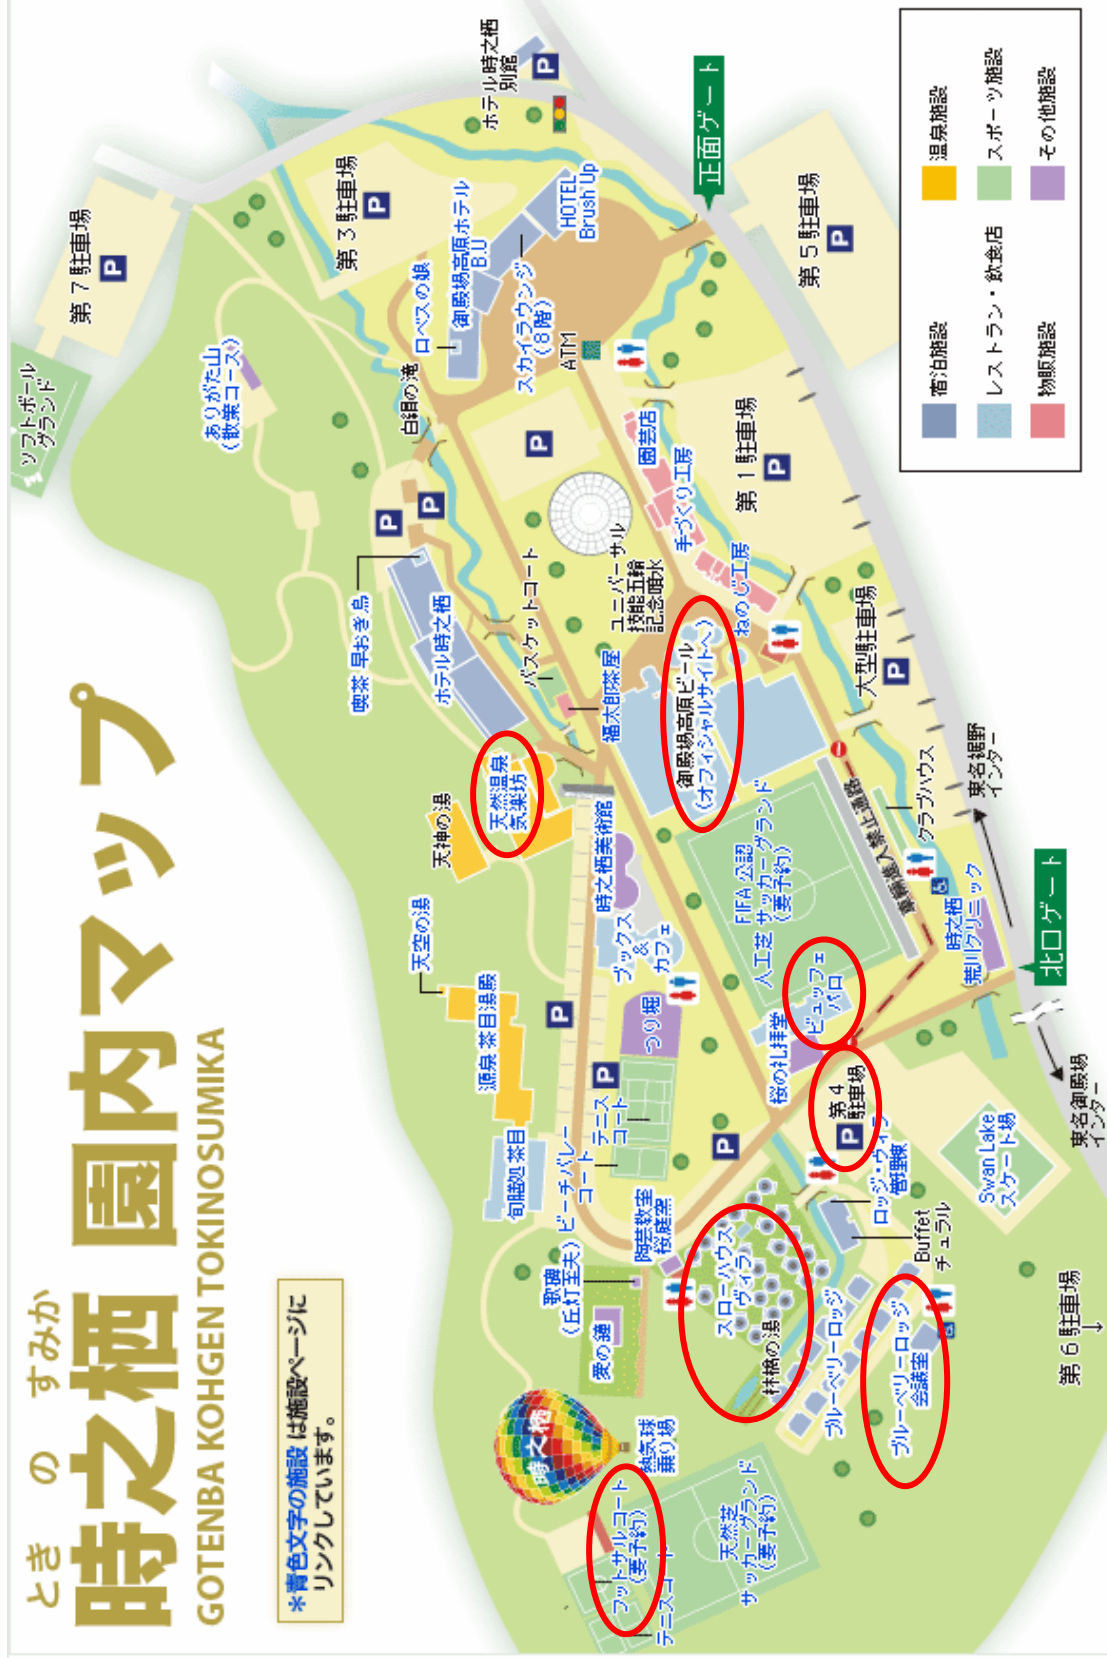 とき の すみか
時之栖 園内マップ
GOTENBA KOHGEN TOKINOSUMIKA
*青色文字の施設 は施設ページに
リンクしています。
ソフトボール
グランド
第7駐車場
P
第3駐車場
P
ホテル時之栖
別館
P
正面ゲート
第5駐車場
P
ありがた山
(散策コース)
白糸の滝
ロペスの娘
御殿場高原ホテル
B.U
HOTEL
Brush Up
スカイラウンジ
(8階)
ATM
P
P
P
喫茶 早おき鳥
ホテル時之栖
バスケットコート
福太郎茶屋
ユニバーサル
技能五輪
記念噴水
園芸店
手づくり工房
ねのじ工房
第1駐車場
P
大型駐車場
P
御殿場高原ビール
(オフィシャルサイトへ)
天然温泉
気楽坊
天神の湯
天空の湯
源泉 茶目湯殿
旬膳処 茶目
時之栖美術館
ブックス
&
カフェ
つり堀
P
P
テニス
コート
ビーチバレー
コート
FIFA 公認
人工芝 サッカーグランド
(要予約)
車輌進入禁止通路
クラブハウス
時之栖
荒川クリニック
東名裾野
インター
北口ゲート
東名御殿場
インター
ビュッフェ
パロ
桜の礼拝堂
第4
駐車場
P
P
ロッジ・ヴィラ
管理棟
Swan Lake
スケート場
Buffet
チュラル
陶芸教室
桜庭窯
歌碑
(丘灯至夫)
愛の鐘
スローハウス
ヴィラ
林檎の湯
ブルーベリーロッジ
ブルーベリーロッジ
会議室
第6駐車場
↓
時之栖
熱気球
乗り場
フットサルコート
(要予約)
テニスコート
天然芝
サッカーグランド
(要予約)
宿泊施設
温泉施設
レストラン・飲食店
スポーツ施設
物販施設
その他施設